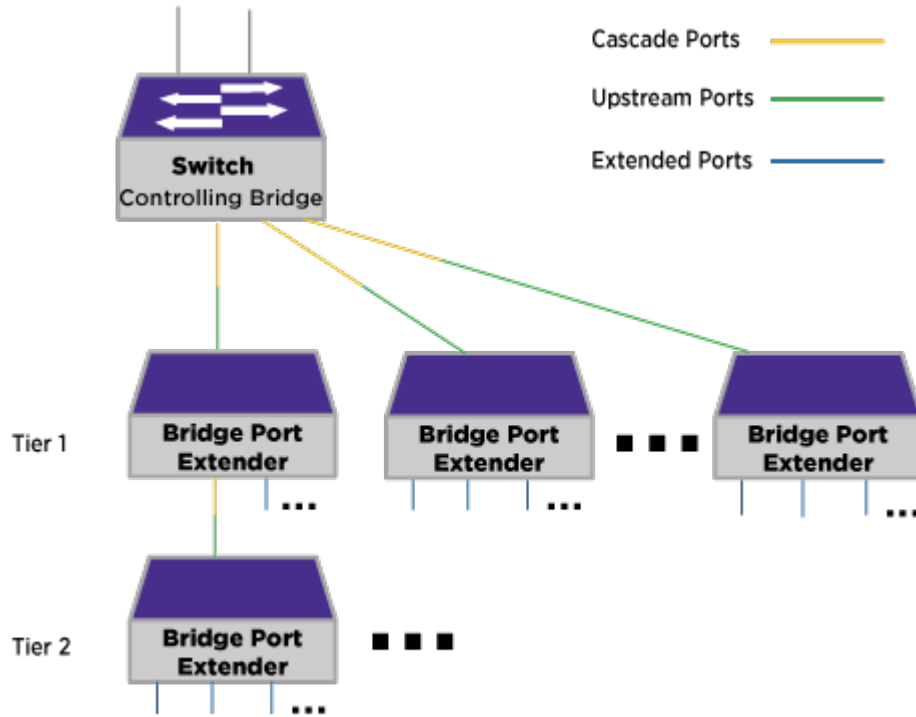 Cascade Ports
Upstream Ports
Extended Ports
Switch
Controlling Bridge
Tier 1
Bridge Port
Extender
...
Bridge Port
Extender
...
Bridge Port
Extender
...
Tier 2
Bridge Port
Extender
...